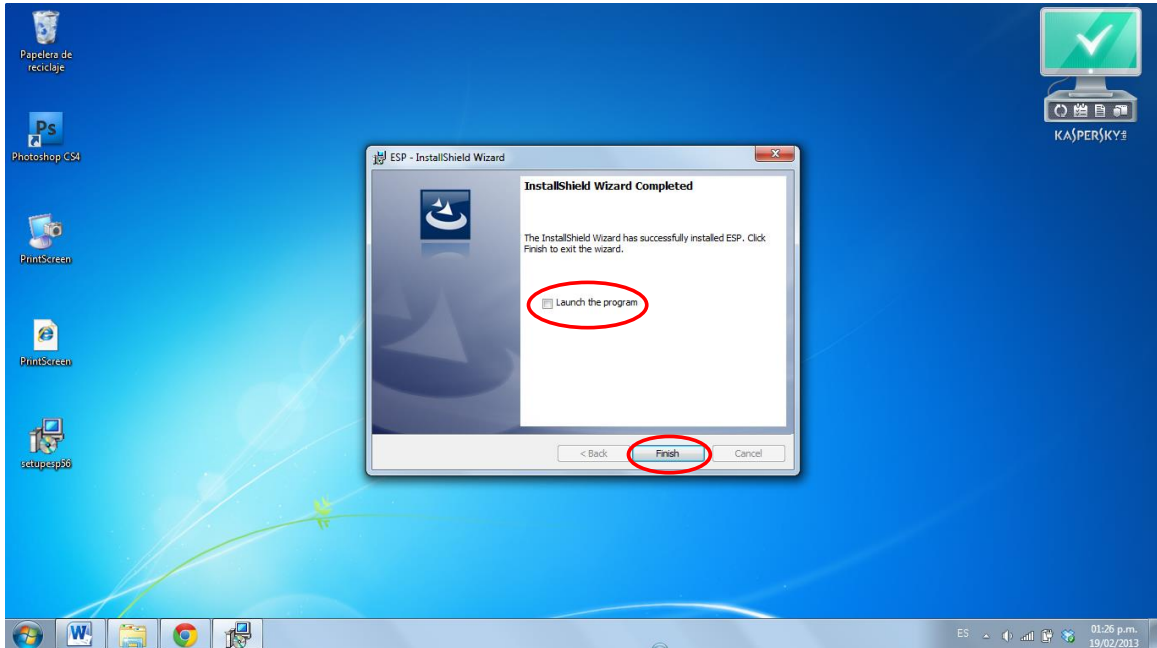 Papelera de
reciclaje
Ps
Photoshop CS4
PrintScreen
PrintScreen
setupesp56
KASPERSKY
ESP - InstallShield Wizard
InstallShield Wizard Completed
The InstallShield Wizard has successfully installed ESP. Click
Finish to exit the wizard.
Launch the program
< Back
Finish
Cancel
W
ES
01:26 p.m.
19/02/2013